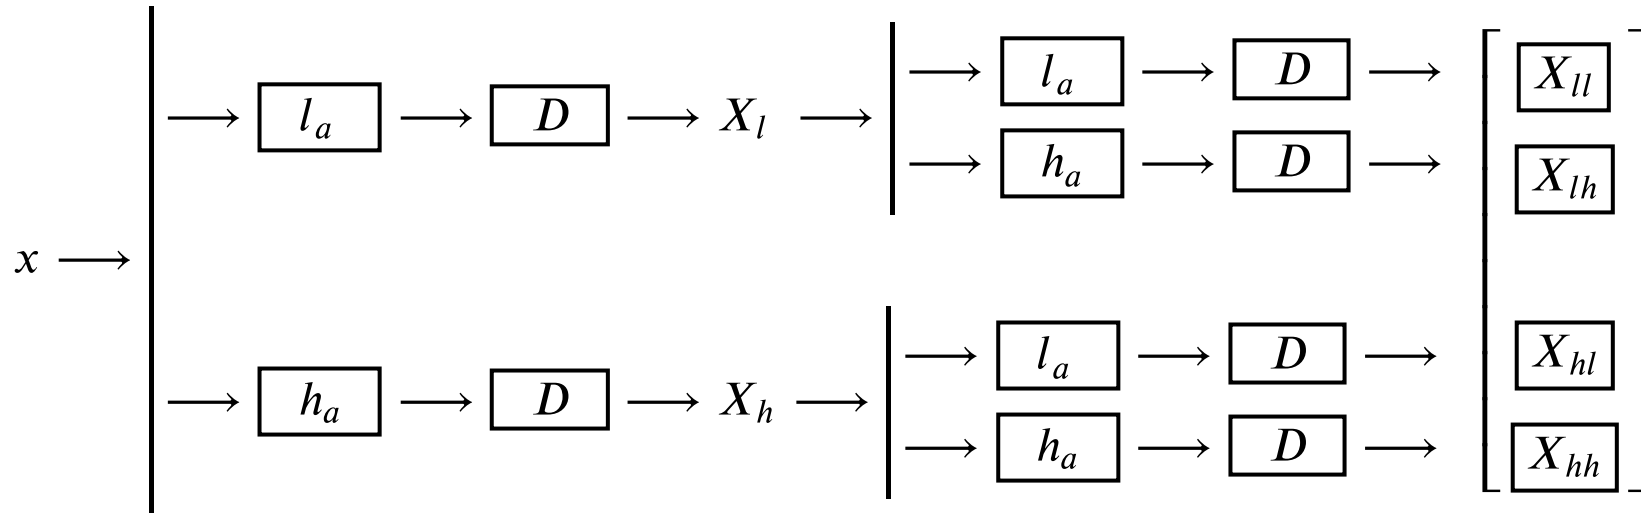 l_a D X_ll
l_a D X_l
h_a D X_lh
x
l_a D X_hl
h_a D X_h
h_a D X_hh